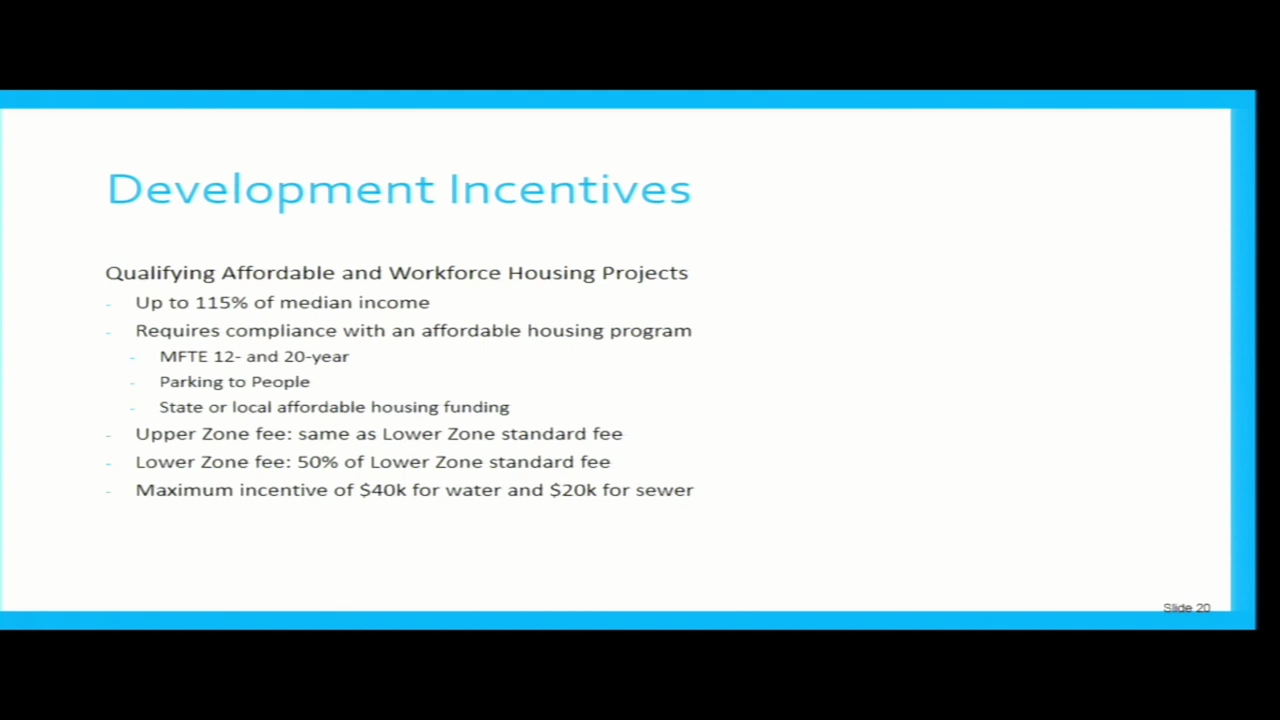 Development Incentives
Qualifying Affordable and Workforce Housing Projects
- Up to 115% of median income
- Requires compliance with an affordable housing program
- MFTE 12- and 20-year
- Parking to People
- State or local affordable housing funding
- Upper Zone fee: same as Lower Zone standard fee
- Lower Zone fee: 50% of Lower Zone standard fee
- Maximum incentive of $40k for water and $20k for sewer
Slide 20